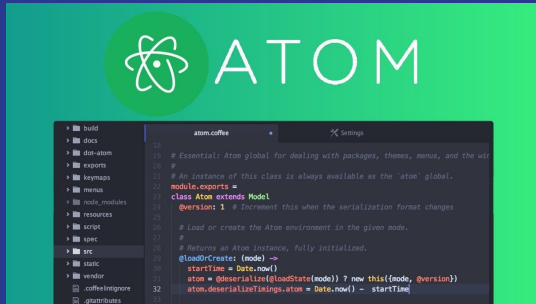 ATOM
build
docs
dot-atom
exports
keymaps
menus
node_modules
resources
script
spec
src
static
vendor
.coffeelintignore
.gitattributes
atom.coffee
Settings
18
19 # Essential: Atom global for dealing with packages, themes, menus, and the win
20 #
21 # An instance of this class is always available as the `atom` global.
22 module.exports =
23 class Atom extends Model
24 @version: 1 # Increment this when the serialization format changes
25
26 # Load or create the Atom environment in the given mode.
27 #
28 # Returns an Atom instance, fully initialized.
29 @loadOrCreate: (mode) ->
30 startTime = Date.now()
31 atom = @deserialize(@loadState(mode)) ? new this({mode, @version})
32 atom.deserializeTimings.atom = Date.now() - startTime
33